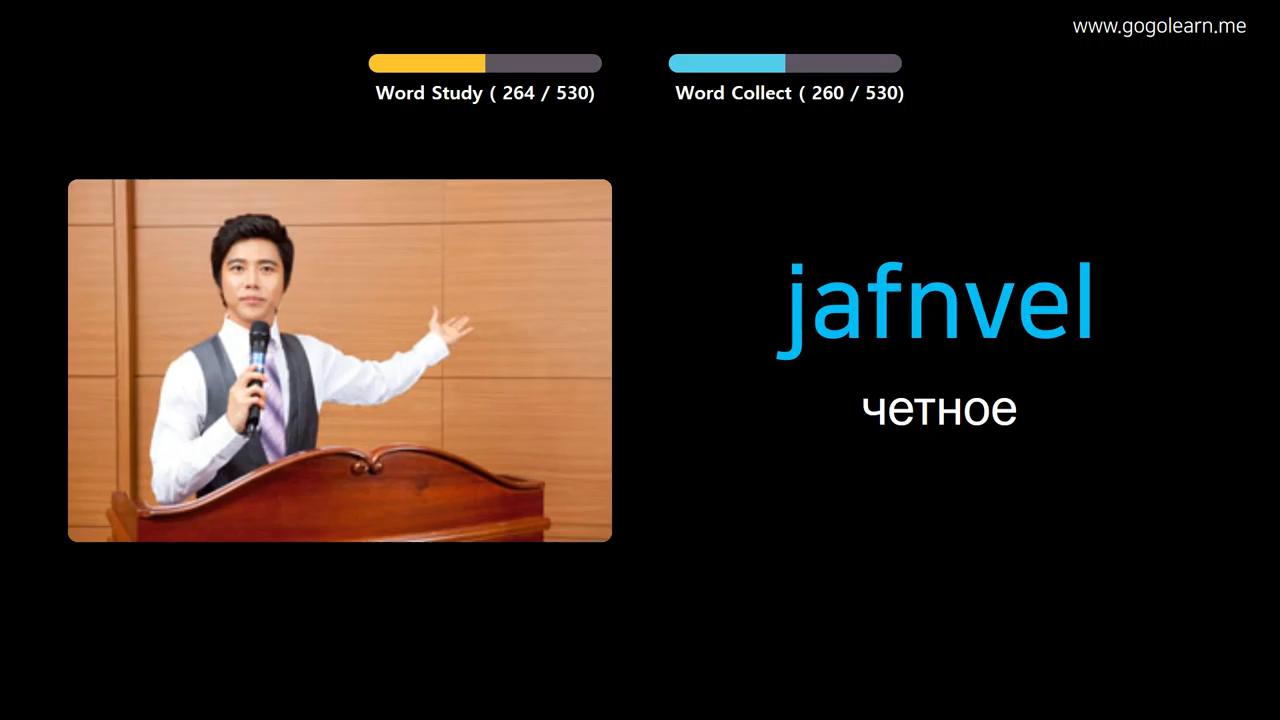 www.gogolearn.me
Word Study ( 264 / 530)
Word Collect ( 260 / 530)
jafnvel
четное